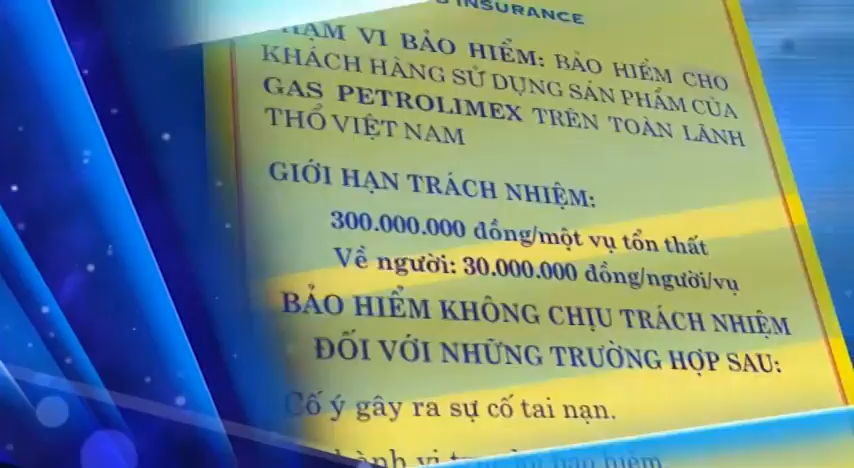 INSURANCE
VI BẢO HIỂM: BẢO HIỂM CHO
KHÁCH HÀNG SỬ DỤNG SẢN PHẨM CỦA
GAS PETROLIMEX TRÊN TOÀN LÃNH
THỔ VIỆT NAM
GIỚI HẠN TRÁCH NHIỆM:
300.000.000 đồng/một vụ tổn thất
Về người: 30.000.000 đồng/người/vụ
BẢO HIỂM KHÔNG CHỊU TRÁCH NHIỆM
ĐỐI VỚI NHỮNG TRƯỜNG HỢP SAU:
Cố ý gây ra sự cố tai nạn.